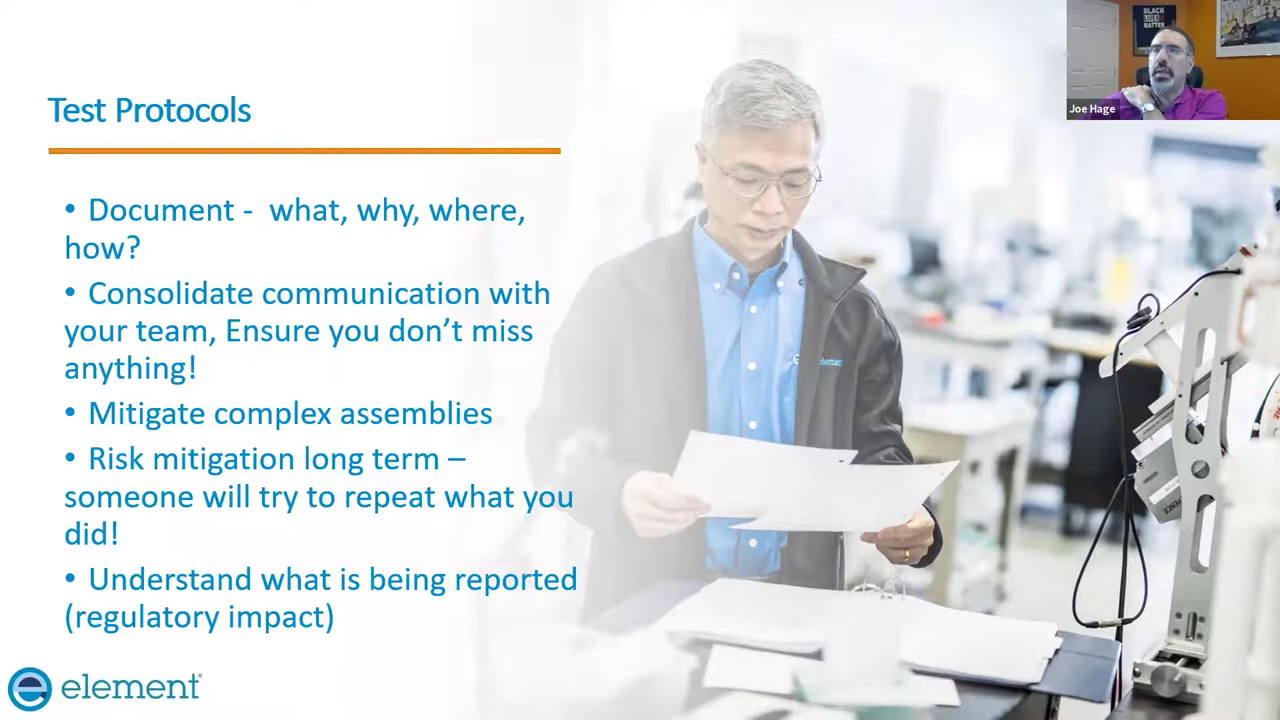 BLACK
LIVES
MATTER
Joe Hage
Test Protocols
• Document -  what, why, where,
how?
• Consolidate communication with
your team, Ensure you don’t miss
anything!
• Mitigate complex assemblies
• Risk mitigation long term –
someone will try to repeat what you
did!
• Understand what is being reported
(regulatory impact)
element
element